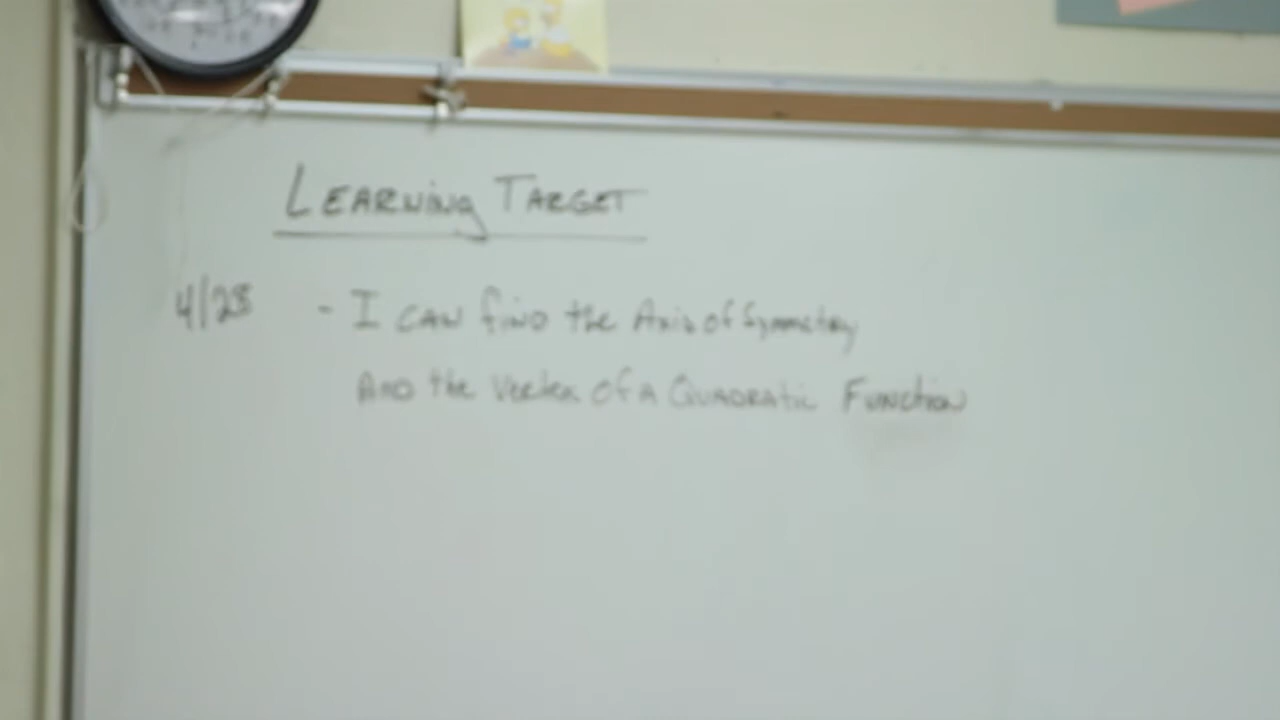 Learning Target
4/23 - I can find the Axis of Symmetry
and the Vertex of a Quadratic Function